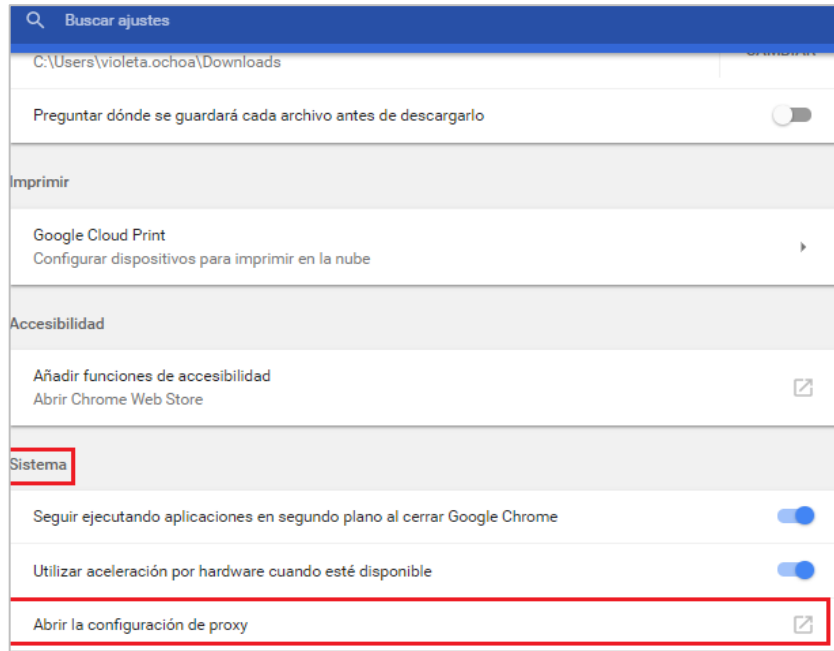 Buscar ajustes
C:\Users\violeta.ochoa\Downloads
CAMBIAR
Preguntar dónde se guardará cada archivo antes de descargarlo
Imprimir
Google Cloud Print
Configurar dispositivos para imprimir en la nube
Accesibilidad
Añadir funciones de accesibilidad
Abrir Chrome Web Store
Sistema
Seguir ejecutando aplicaciones en segundo plano al cerrar Google Chrome
Utilizar aceleración por hardware cuando esté disponible
Abrir la configuración de proxy